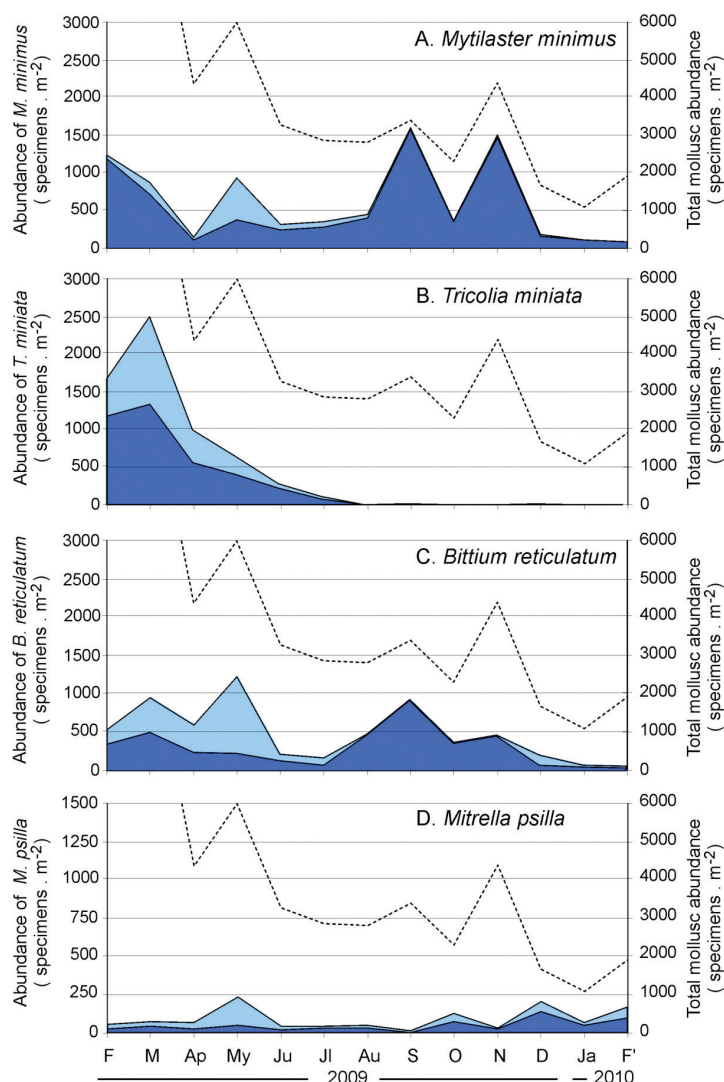 A. Mytilaster minimus
Abundance of M. minimus
( specimens . m-2)
3000
2500
2000
1500
1000
500
0
6000
5000
4000
3000
2000
1000
0
Total mollusc abundance
( specimens . m-2)
B. Tricolia miniata
Abundance of T. miniata
( specimens . m-2)
3000
2500
2000
1500
1000
500
0
6000
5000
4000
3000
2000
1000
0
Total mollusc abundance
( specimens . m-2)
C. Bittium reticulatum
Abundance of B. reticulatum
( specimens . m-2)
3000
2500
2000
1500
1000
500
0
6000
5000
4000
3000
2000
1000
0
Total mollusc abundance
( specimens . m-2)
D. Mitrella psilla
Abundance of M. psilla
( specimens . m-2)
1500
1250
1000
750
500
250
0
6000
5000
4000
3000
2000
1000
0
Total mollusc abundance
( specimens . m-2)
F M Ap My Ju Jl Au S O N D Ja F'
2009 2010